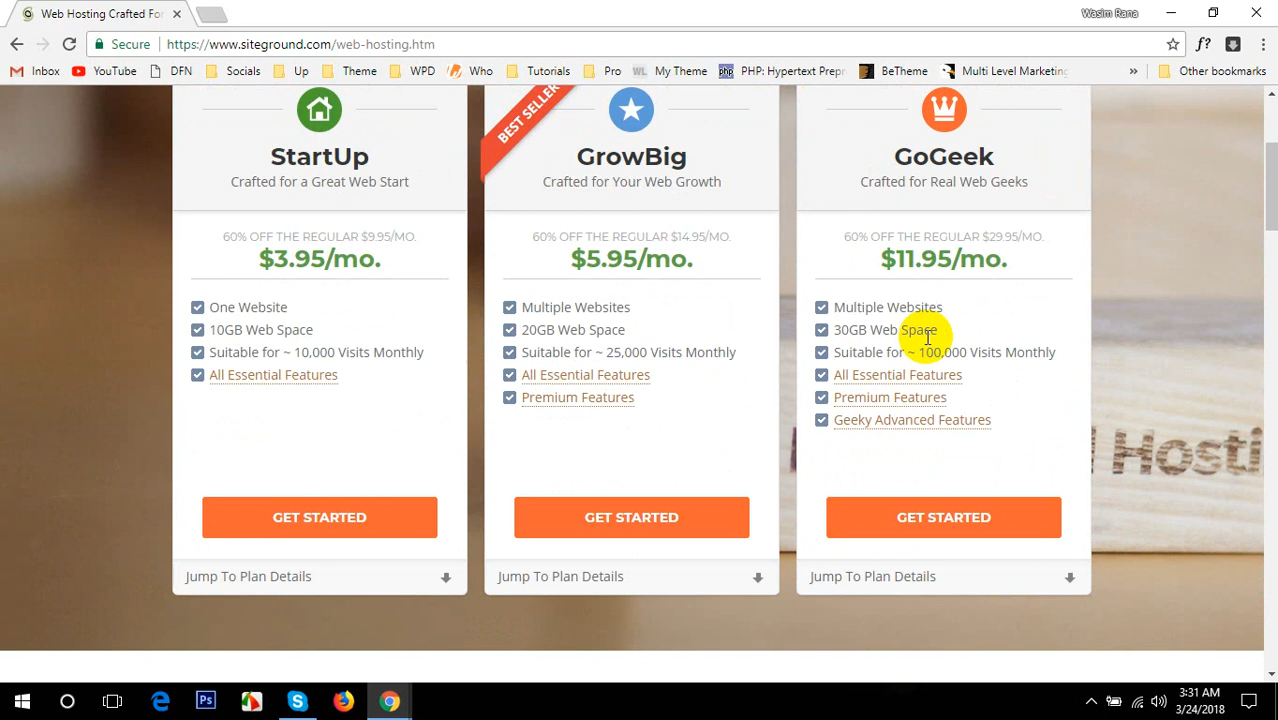 Web Hosting Crafted For
Wasim Rana
Secure
https://www.siteground.com/web-hosting.htm
f?
Inbox
YouTube
DFN
Socials
Up
Theme
WPD
Who
Tutorials
Pro
WL
My Theme
php
PHP: Hypertext Prepr
BeTheme
Multi Level Marketing
»
Other bookmarks
StartUp
Crafted for a Great Web Start
60% OFF THE REGULAR $9.95/MO.
$3.95/mo.
One Website
10GB Web Space
Suitable for ~ 10,000 Visits Monthly
All Essential Features
GET STARTED
Jump To Plan Details
BEST SELLER
GrowBig
Crafted for Your Web Growth
60% OFF THE REGULAR $14.95/MO.
$5.95/mo.
Multiple Websites
20GB Web Space
Suitable for ~ 25,000 Visits Monthly
All Essential Features
Premium Features
GET STARTED
Jump To Plan Details
GoGeek
Crafted for Real Web Geeks
60% OFF THE REGULAR $29.95/MO.
$11.95/mo.
Multiple Websites
30GB Web Space
Suitable for ~ 100,000 Visits Monthly
All Essential Features
Premium Features
Geeky Advanced Features
GET STARTED
Jump To Plan Details
Hosti
Ps
3:31 AM
3/24/2018